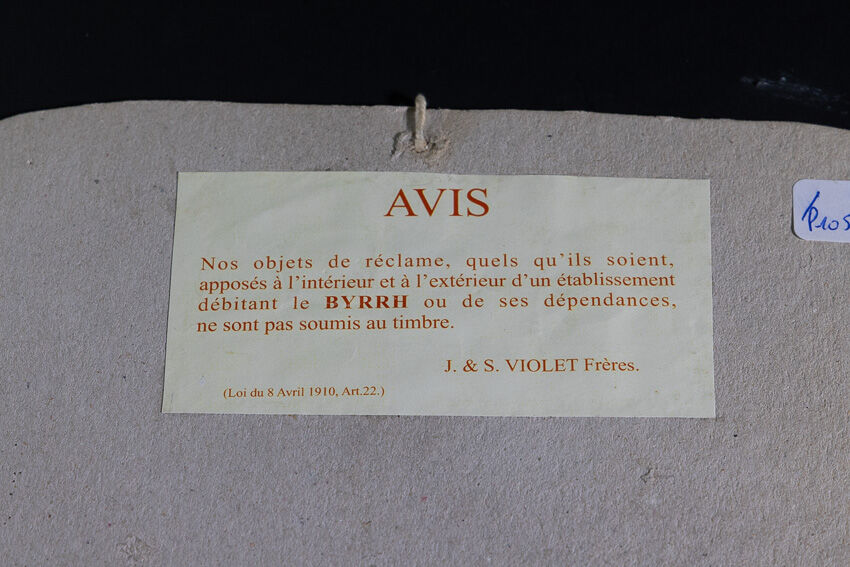 AVIS
Nos objets de réclame, quels qu'ils soient,
apposés à l'intérieur et à l'extérieur d'un établissement
débitant le BYRRH ou de ses dépendances,
ne sont pas soumis au timbre.
J. & S. VIOLET Frères.
(Loi du 8 Avril 1910, Art.22.)